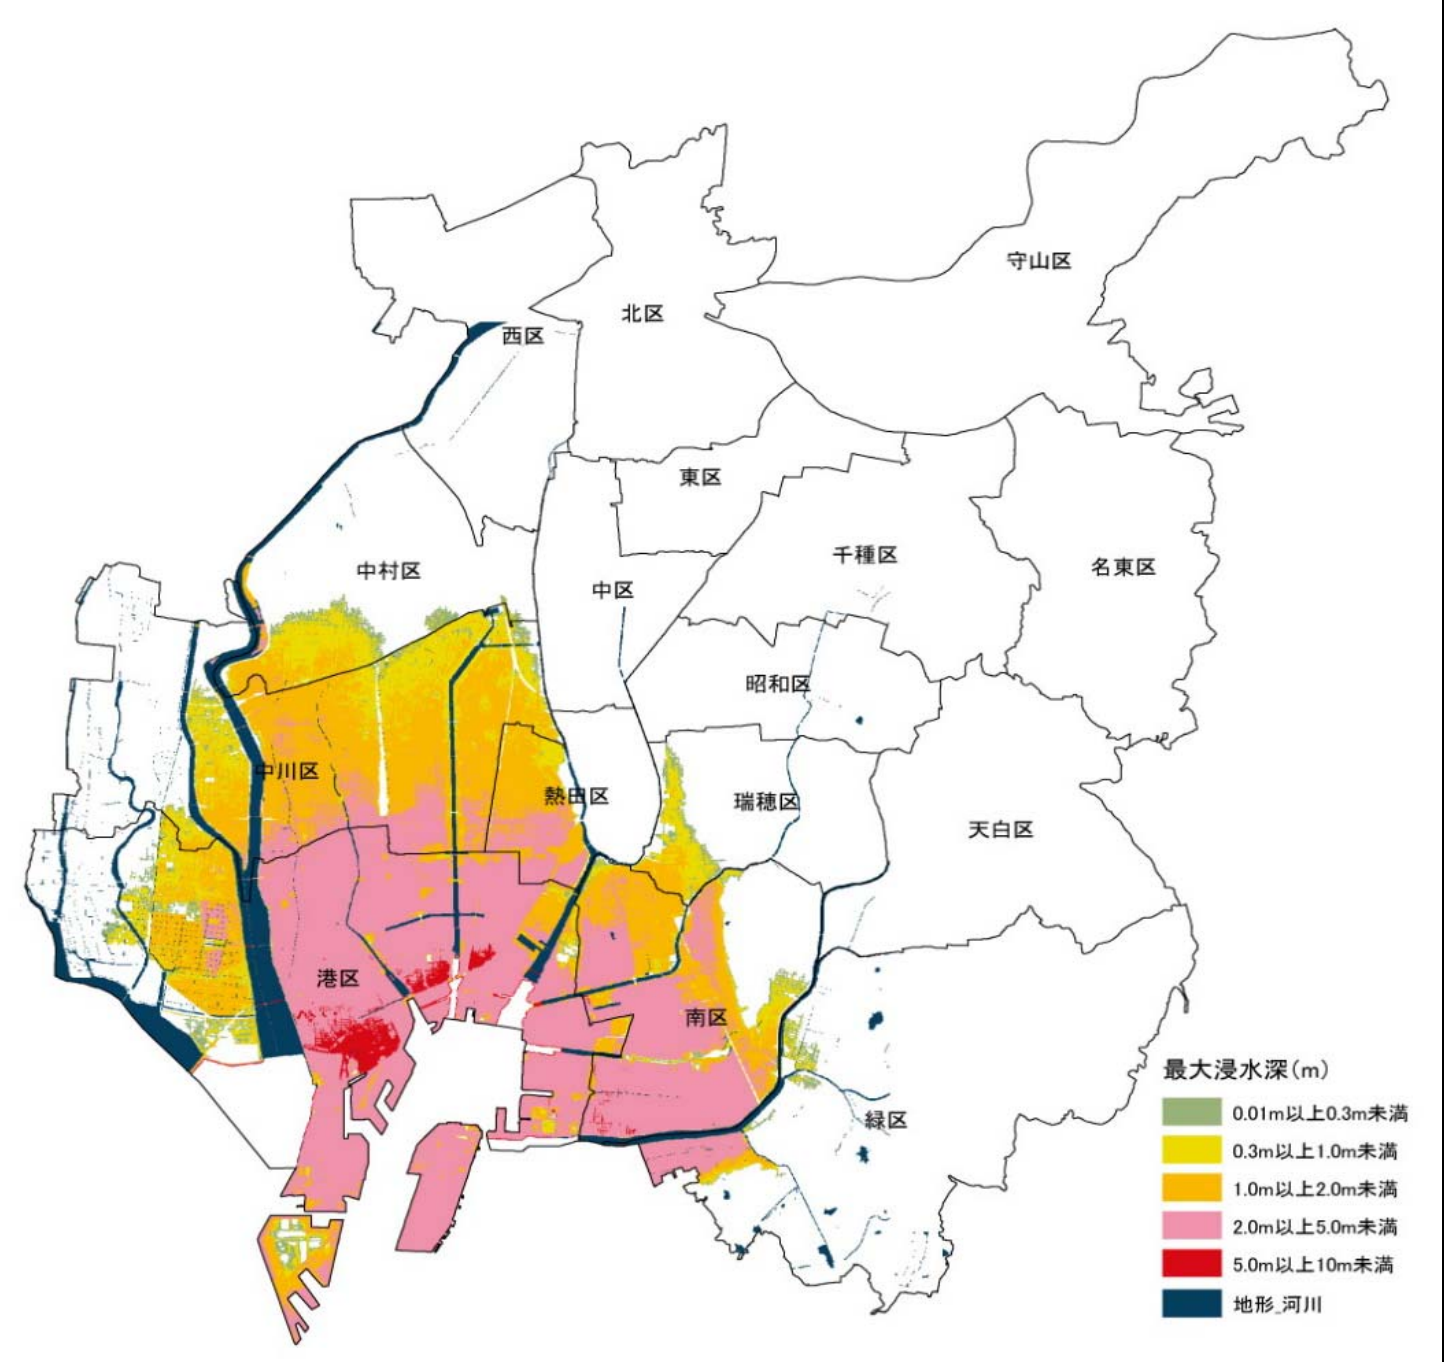 守山区
北区
西区
東区
千種区
名東区
中村区
中区
昭和区
中川区
熱田区
瑞穂区
天白区
港区
南区
緑区
最大浸水深(m)
0.01m以上0.3m未満
0.3m以上1.0m未満
1.0m以上2.0m未満
2.0m以上5.0m未満
5.0m以上10m未満
地形_河川